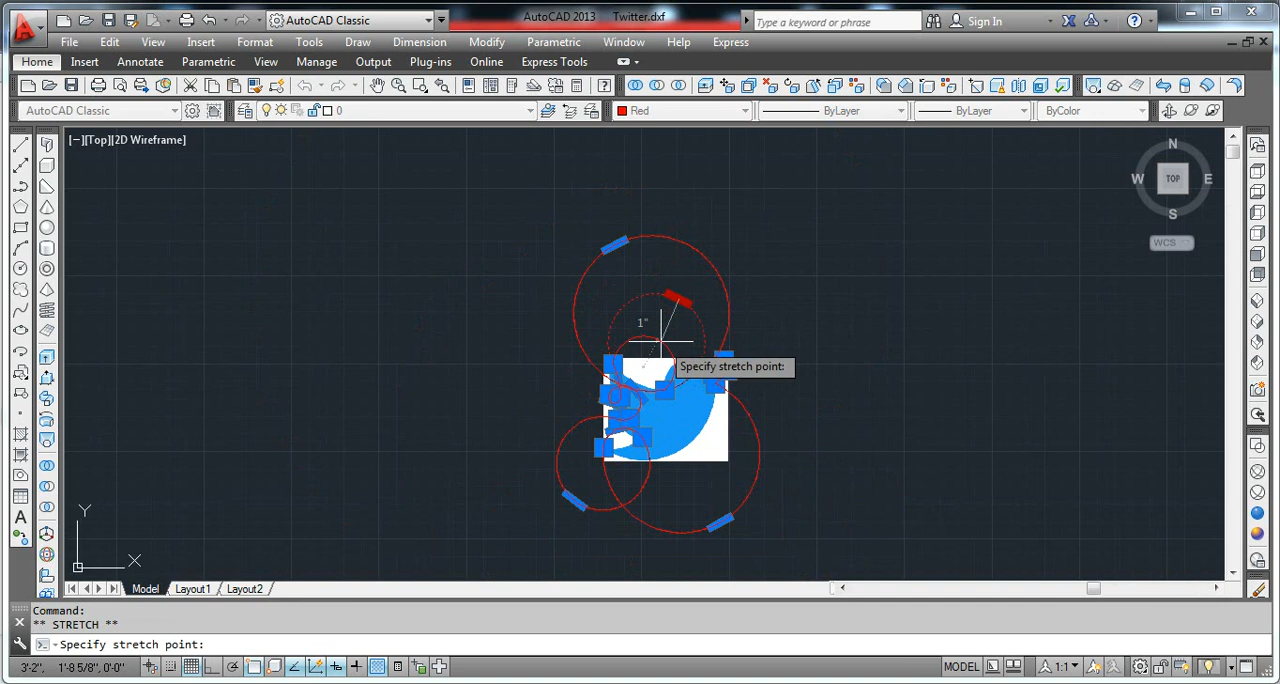 AutoCAD Classic
AutoCAD 2013 Twitter.dxf
Type a keyword or phrase
Sign In
File Edit View Insert Format Tools Draw Dimension Modify Parametric Window Help Express
Home Insert Annotate Parametric View Manage Output Plug-ins Online Express Tools
AutoCAD Classic
0
Red
ByLayer
ByLayer
ByColor
[−][Top][2D Wireframe]
N
W TOP E
S
WCS
1"
Specify stretch point:
Y
X
Model Layout1 Layout2
Command:
** STRETCH **
Specify stretch point:
3'-2", 1'-8 5/8", 0'-0"
MODEL
1:1